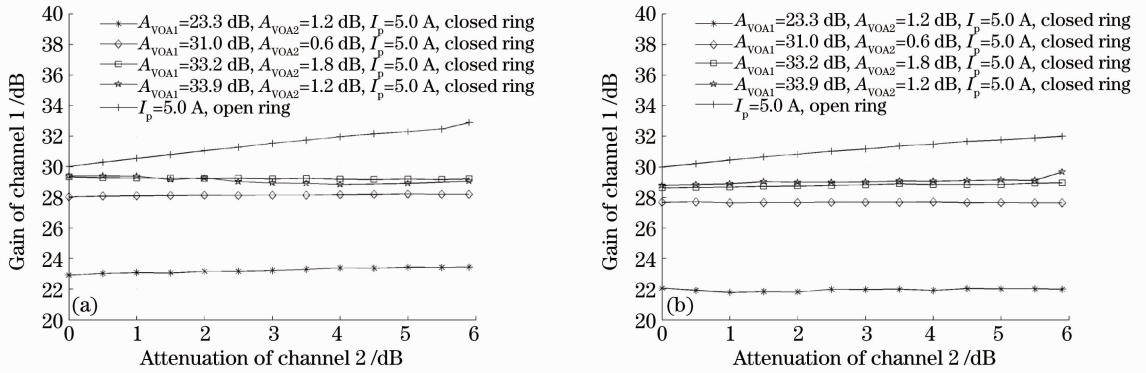 40
38
36
34
32
30
28
26
24
22
20
Gain of channel 1 /dB
A_VOA1=23.3 dB, A_VOA2=1.2 dB, I_p=5.0 A, closed ring
A_VOA1=31.0 dB, A_VOA2=0.6 dB, I_p=5.0 A, closed ring
A_VOA1=33.2 dB, A_VOA2=1.8 dB, I_p=5.0 A, closed ring
A_VOA1=33.9 dB, A_VOA2=1.2 dB, I_p=5.0 A, closed ring
I_p=5.0 A, open ring
(a)
0 1 2 3 4 5 6
Attenuation of channel 2 /dB
40
38
36
34
32
30
28
26
24
22
20
Gain of channel 1 /dB
A_VOA1=23.3 dB, A_VOA2=1.2 dB, I_p=5.0 A, closed ring
A_VOA1=31.0 dB, A_VOA2=0.6 dB, I_p=5.0 A, closed ring
A_VOA1=33.2 dB, A_VOA2=1.8 dB, I_p=5.0 A, closed ring
A_VOA1=33.9 dB, A_VOA2=1.2 dB, I_p=5.0 A, closed ring
I_p=5.0 A, open ring
(b)
0 1 2 3 4 5 6
Attenuation of channel 2 /dB